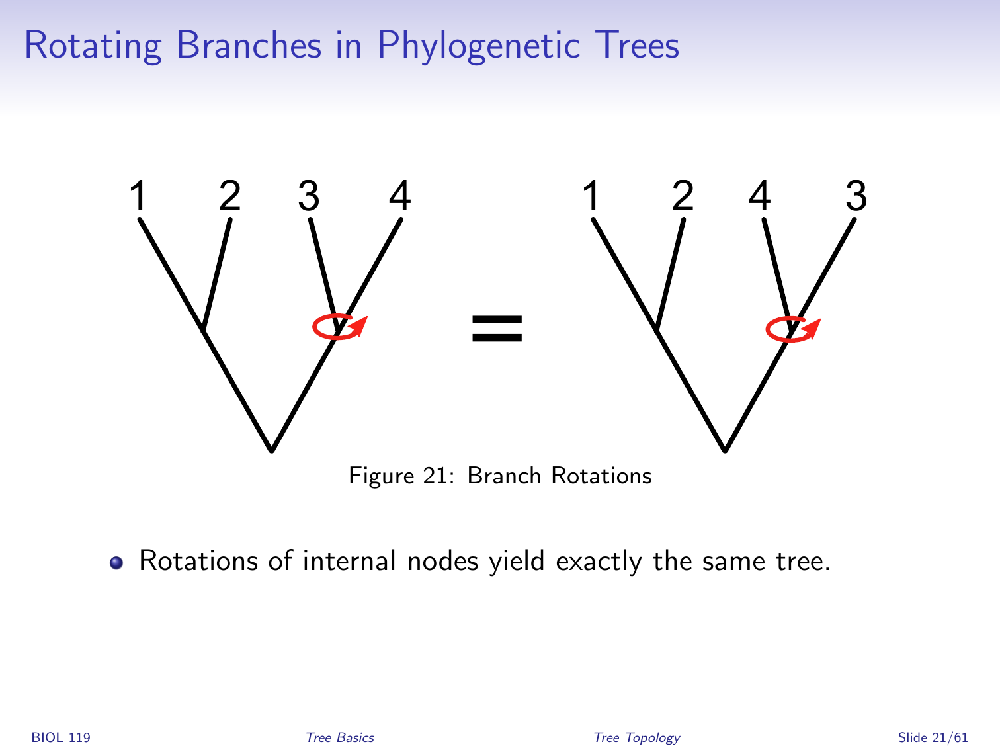 Rotating Branches in Phylogenetic Trees
1 2 3 4 1 2 4 3
=
Figure 21: Branch Rotations
Rotations of internal nodes yield exactly the same tree.
BIOL 119 Tree Basics Tree Topology Slide 21/61